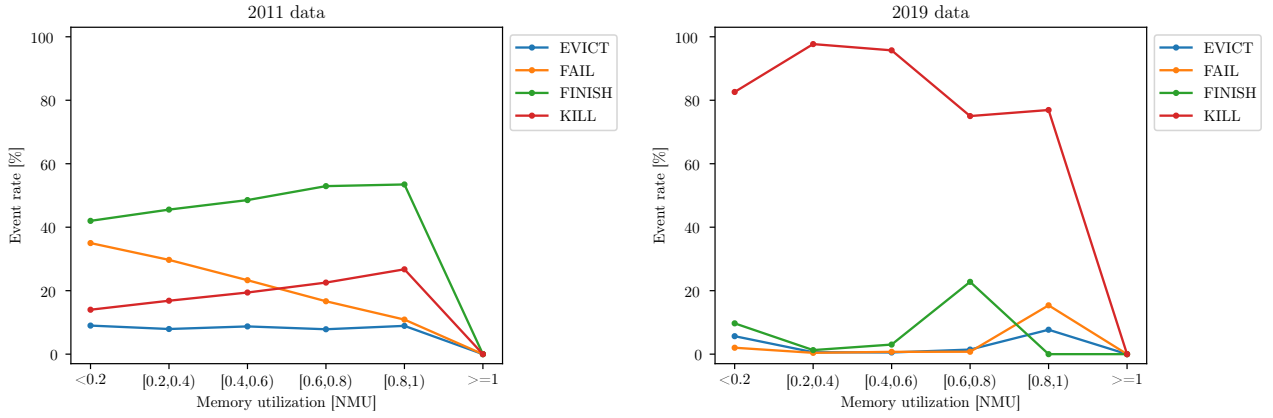 2011 data
100
80
60
40
20
0
Event rate [%]
<0.2
[0.2,0.4)
[0.4,0.6)
[0.6,0.8)
[0.8,1)
>=1
Memory utilization [NMU]
EVICT
FAIL
FINISH
KILL
2019 data
100
80
60
40
20
0
Event rate [%]
<0.2
[0.2,0.4)
[0.4,0.6)
[0.6,0.8)
[0.8,1)
>=1
Memory utilization [NMU]
EVICT
FAIL
FINISH
KILL